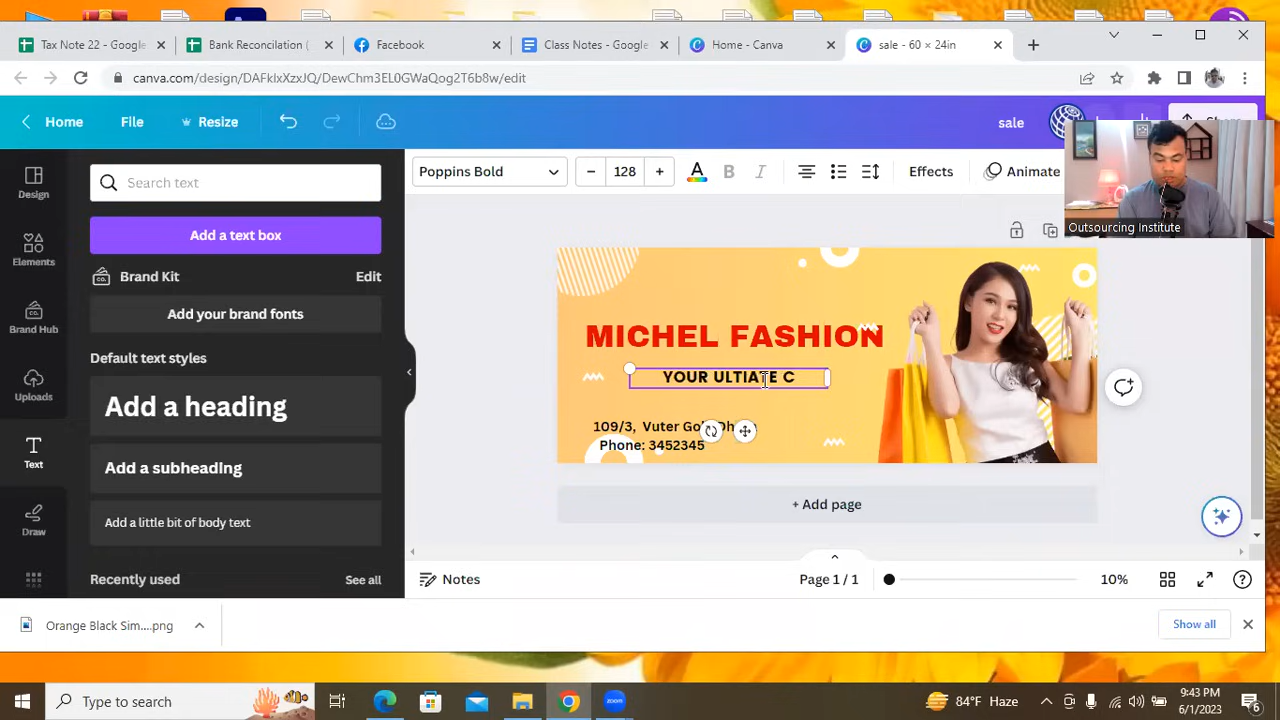 Tax Note 22 - Google
Bank Reconcilation (
Facebook
Class Notes - Google
Home - Canva
sale - 60 × 24in
canva.com/design/DAFklxXzxJQ/DewChm3EL0GWaQog2T6b8w/edit
Home
File
Resize
sale
Search text
Poppins Bold
128
A
B
I
Effects
Animate
Design
Add a text box
Outsourcing Institute
Elements
Brand Kit
Edit
Brand Hub
Add your brand fonts
MICHEL FASHION
Default text styles
YOUR ULTIATE C
Uploads
Add a heading
109/3, Vuter
Phone: 3452345
Text
Add a subheading
+ Add page
Draw
Add a little bit of body text
Recently used
See all
Notes
Page 1 / 1
10%
Orange Black Sim....png
Show all
Type here to search
84°F Haze
9:43 PM
6/1/2023
6